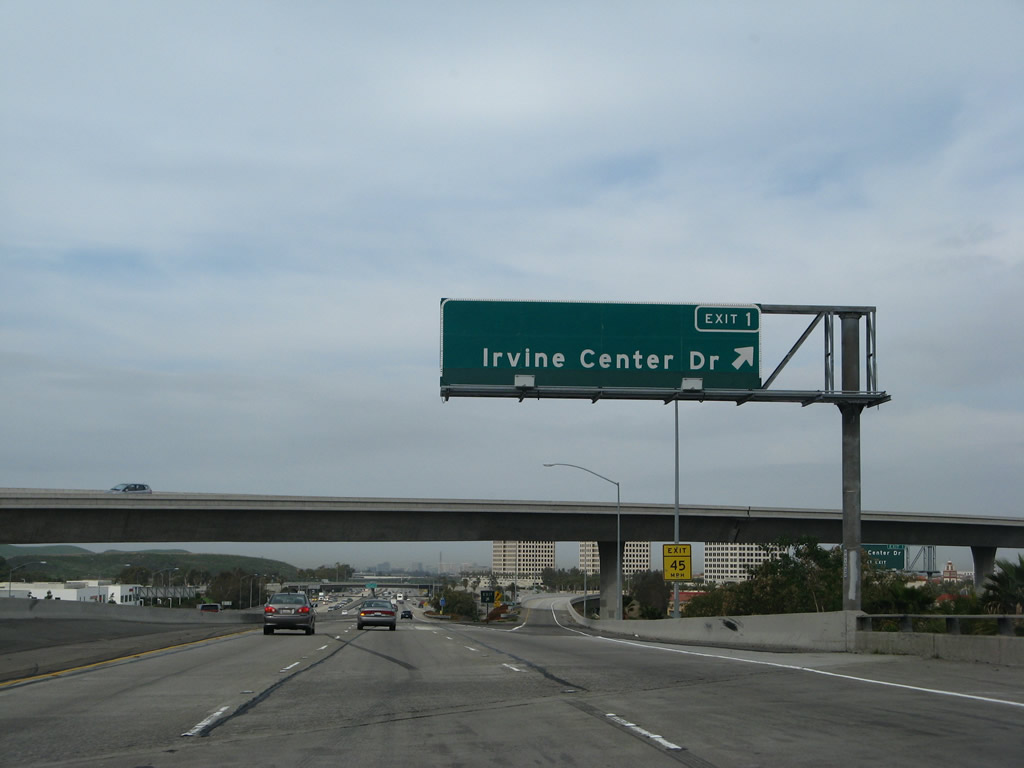 EXIT 1
Irvine Center Dr
EXIT
45
MPH
Center Dr